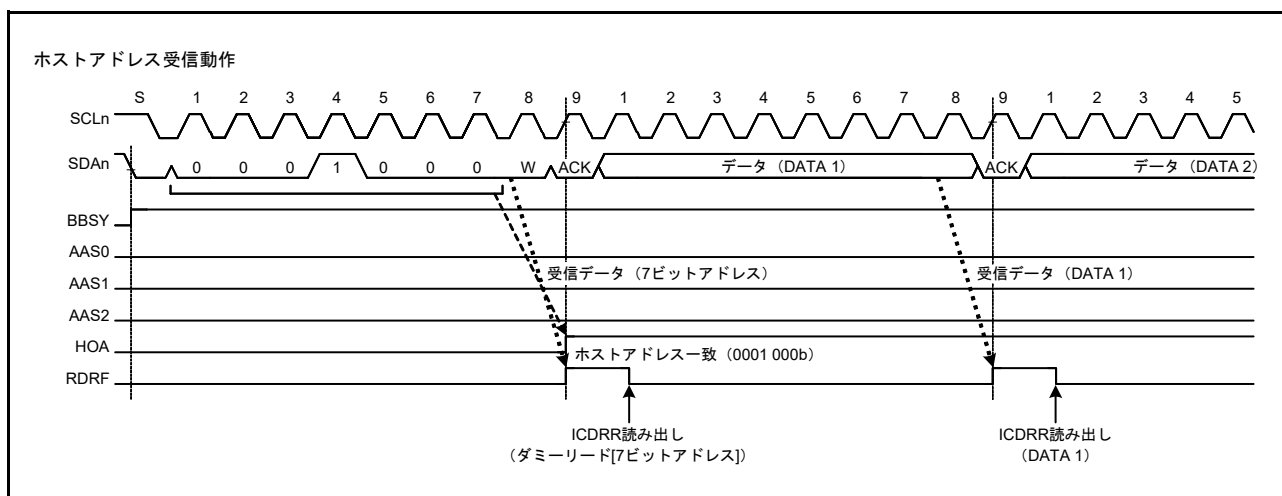 ホストアドレス受信動作
S 1 2 3 4 5 6 7 8 9 1 2 3 4 5 6 7 8 9 1 2 3 4 5
SCLn
SDAn 0 0 0 1 0 0 0 W ACK データ（DATA 1） ACK データ（DATA 2）
BBSY
AAS0
受信データ（7ビットアドレス） 受信データ（DATA 1）
AAS1
AAS2
HOA
ホストアドレス一致（0001 000b）
RDRF
ICDRR読み出し
（ダミーリード[7ビットアドレス]）
ICDRR読み出し
（DATA 1）